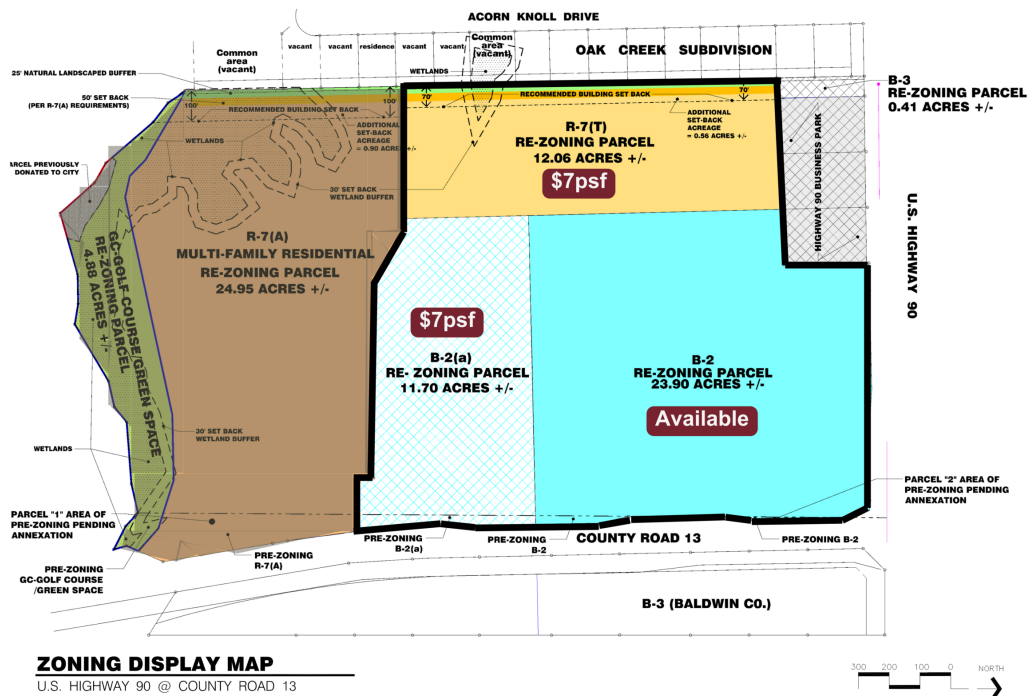 ACORN KNOLL DRIVE
Common
area
(vacant)
vacant
vacant
residence
vacant
vacant
Common
area
(vacant)
OAK CREEK SUBDIVISION
WETLANDS
25' NATURAL LANDSCAPED BUFFER
50' SET BACK
(PER R-7(A) REQUIREMENTS)
100'
RECOMMENDED BUILDING SET BACK
100'
70'
RECOMMENDED BUILDING SET BACK
70'
B-3
RE-ZONING PARCEL
0.41 ACRES +/-
ADDITIONAL
SET-BACK
ACREAGE
= 0.90 ACRES +/-
ADDITIONAL
SET-BACK
ACREAGE
= 0.56 ACRES +/-
R-7(T)
RE-ZONING PARCEL
12.06 ACRES +/-
$7psf
WETLANDS
ARCEL PREVIOUSLY
DONATED TO CITY
30' SET BACK
WETLAND BUFFER
HIGHWAY 90 BUSINESS PARK
U.S. HIGHWAY 90
GC-GOLF COURSE/GREEN SPACE
RE-ZONING PARCEL
4.88 ACRES +/-
R-7(A)
MULTI-FAMILY RESIDENTIAL
RE-ZONING PARCEL
24.95 ACRES +/-
$7psf
B-2(a)
RE- ZONING PARCEL
11.70 ACRES +/-
B-2
RE-ZONING PARCEL
23.90 ACRES +/-
Available
30' SET BACK
WETLAND BUFFER
WETLANDS
PARCEL "1" AREA OF
PRE-ZONING PENDING
ANNEXATION
PARCEL "2" AREA OF
PRE-ZONING PENDING
ANNEXATION
PRE-ZONING
GC-GOLF COURSE
/GREEN SPACE
PRE-ZONING
R-7(A)
PRE-ZONING
B-2(a)
PRE-ZONING
B-2
COUNTY ROAD 13
PRE-ZONING B-2
B-3 (BALDWIN CO.)
ZONING DISPLAY MAP
U.S. HIGHWAY 90 @ COUNTY ROAD 13
300 200 100 0
NORTH